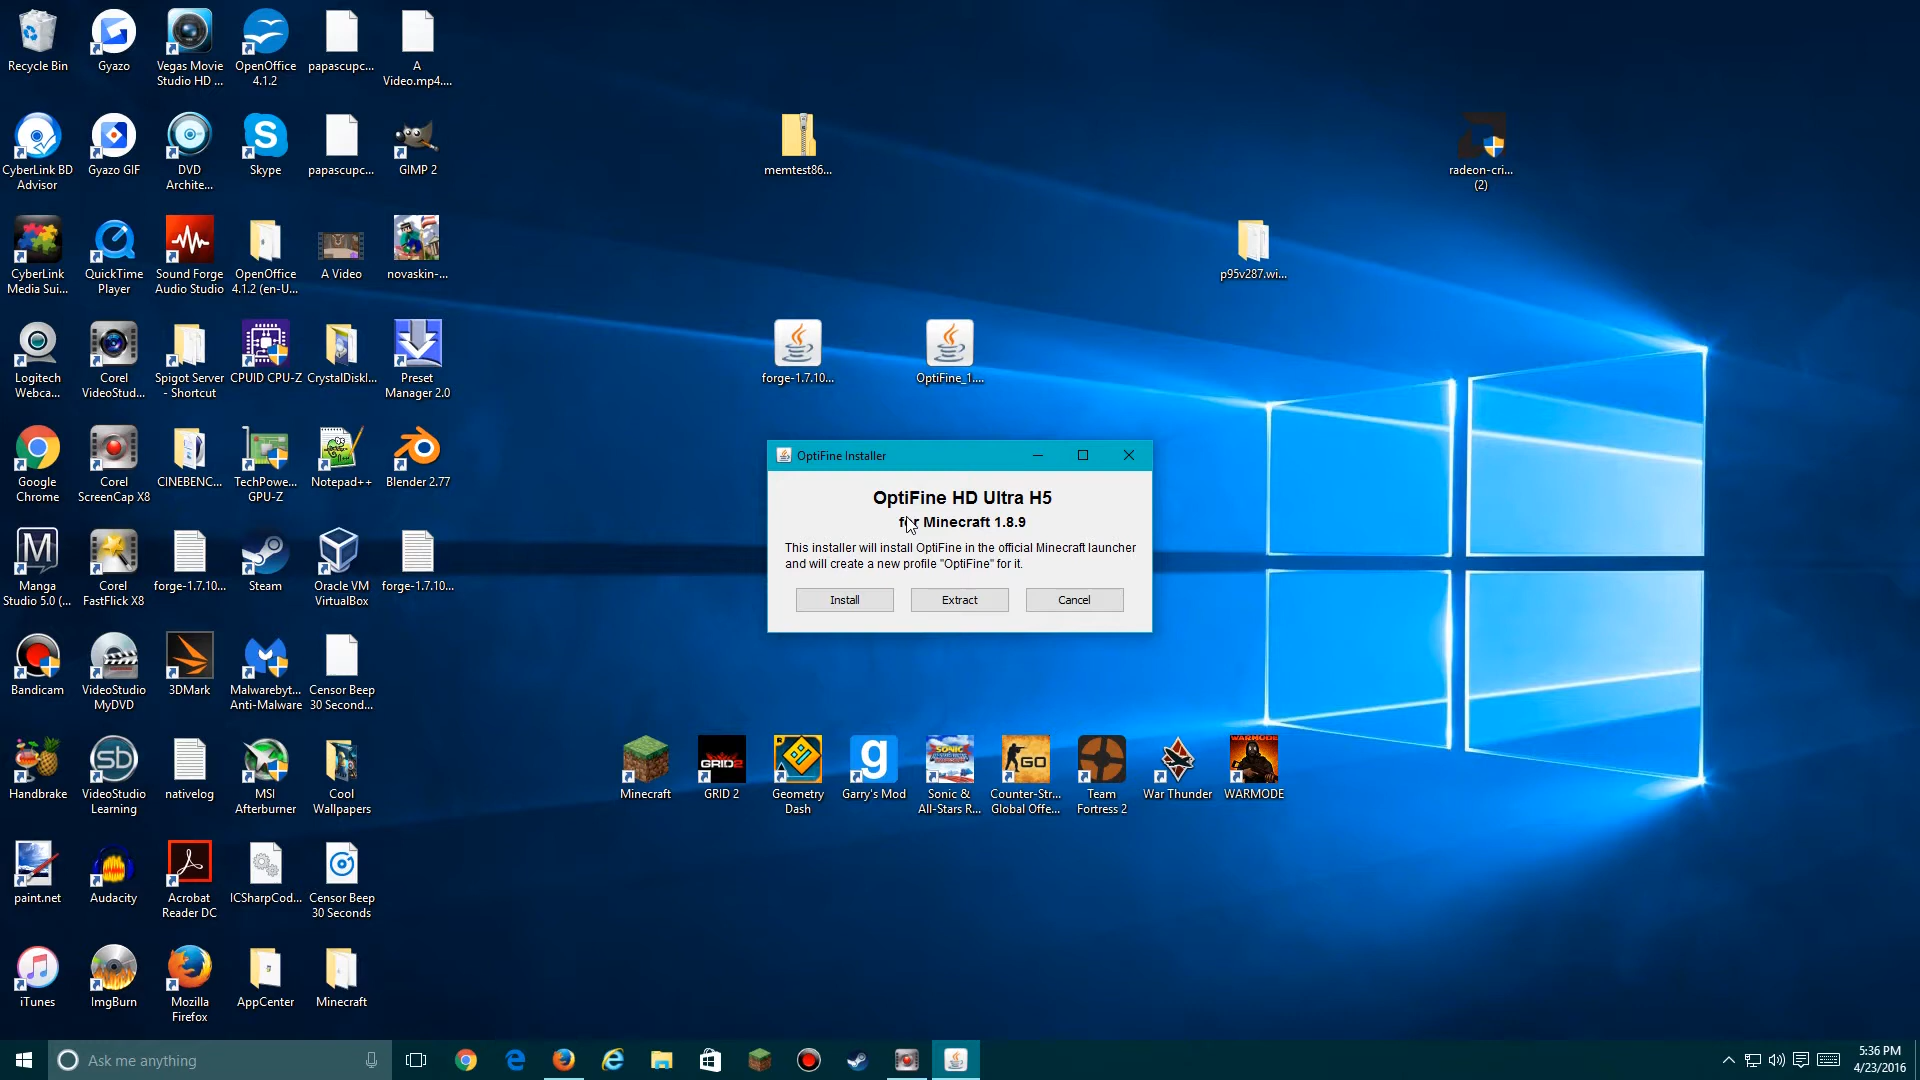 Recycle Bin
Gyazo
Vegas Movie
Studio HD ...
OpenOffice
4.1.2
papascupc...
A
Video.mp4....
CyberLink BD
Advisor
Gyazo GIF
DVD
Archite...
Skype
papascupc...
GIMP 2
memtest86...
radeon-cri...
(2)
CyberLink
Media Sui...
QuickTime
Player
Sound Forge
Audio Studio
OpenOffice
4.1.2 (en-U...
A Video
novaskin-...
p95v287.wi...
Logitech
Webca...
Corel
VideoStud...
Spigot Server
- Shortcut
CPUID CPU-Z
CrystalDiskI...
Preset
Manager 2.0
forge-1.7.10...
OptiFine_1....
Google
Chrome
Corel
ScreenCap X8
CINEBENC...
TechPowe...
GPU-Z
Notepad++
Blender 2.77
OptiFine Installer
OptiFine HD Ultra H5
for Minecraft 1.8.9
This installer will install OptiFine in the official Minecraft launcher
and will create a new profile "OptiFine" for it.
Install
Extract
Cancel
Manga
Studio 5.0 (...
Corel
FastFlick X8
forge-1.7.10...
Steam
Oracle VM
VirtualBox
forge-1.7.10...
Bandicam
VideoStudio
MyDVD
3DMark
Malwarebyt...
Anti-Malware
Censor Beep
30 Second...
Handbrake
VideoStudio
Learning
nativelog
MSI
Afterburner
Cool
Wallpapers
GRID2
SONIC
GO
WARMODE
Minecraft
GRID 2
Geometry
Dash
Garry's Mod
Sonic &
All-Stars R...
Counter-Str...
Global Offe...
Team
Fortress 2
War Thunder
WARMODE
paint.net
Audacity
Acrobat
Reader DC
ICSharpCod...
Censor Beep
30 Seconds
iTunes
ImgBurn
Mozilla
Firefox
AppCenter
Minecraft
Ask me anything
5:36 PM
4/23/2016